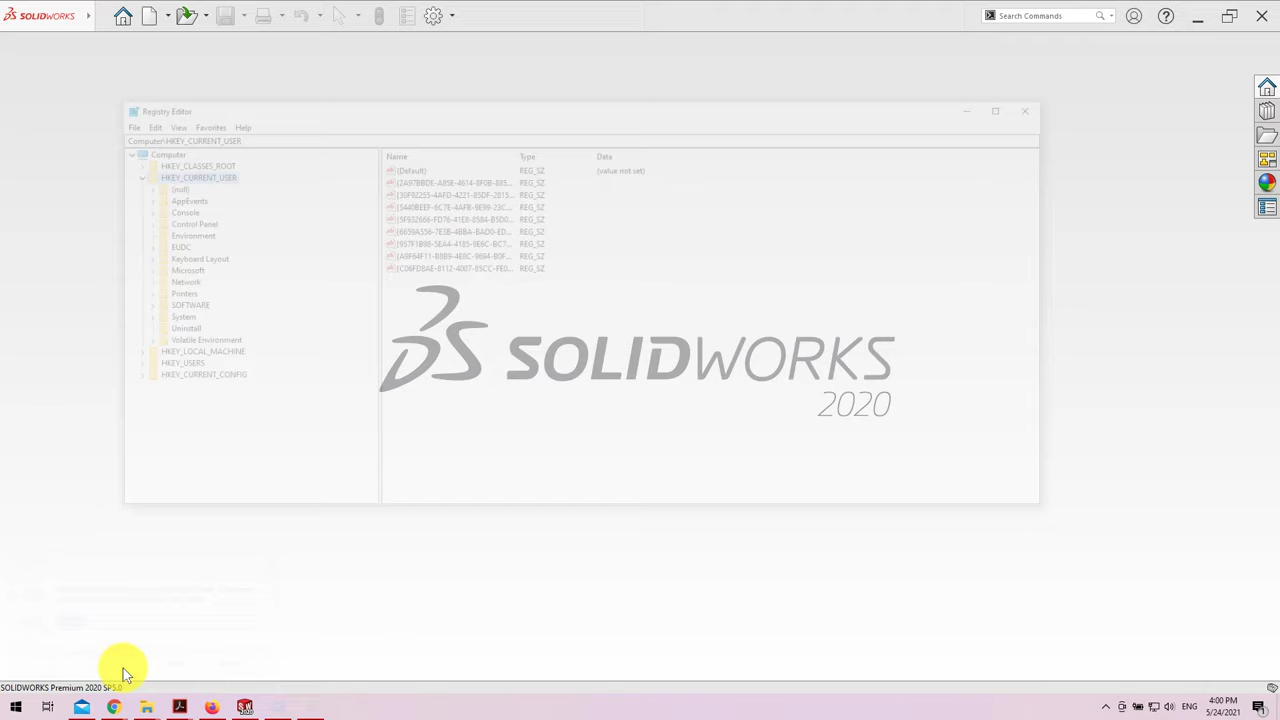 SOLIDWORKS
Search Commands
Registry Editor
File Edit View Favorites Help
Computer\HKEY_CURRENT_USER
Computer
HKEY_CLASSES_ROOT
HKEY_CURRENT_USER
(null)
AppEvents
Console
Control Panel
Environment
EUDC
Keyboard Layout
Microsoft
Network
Printers
SOFTWARE
System
Uninstall
Volatile Environment
HKEY_LOCAL_MACHINE
HKEY_USERS
HKEY_CURRENT_CONFIG
Name Type Data
(Default) REG_SZ (value not set)
REG_SZ
REG_SZ
REG_SZ
REG_SZ
REG_SZ
REG_SZ
REG_SZ
REG_SZ
SOLIDWORKS
2020
SOLIDWORKS Premium 2020 SP5.0
ENG
4:00 PM
5/24/2021